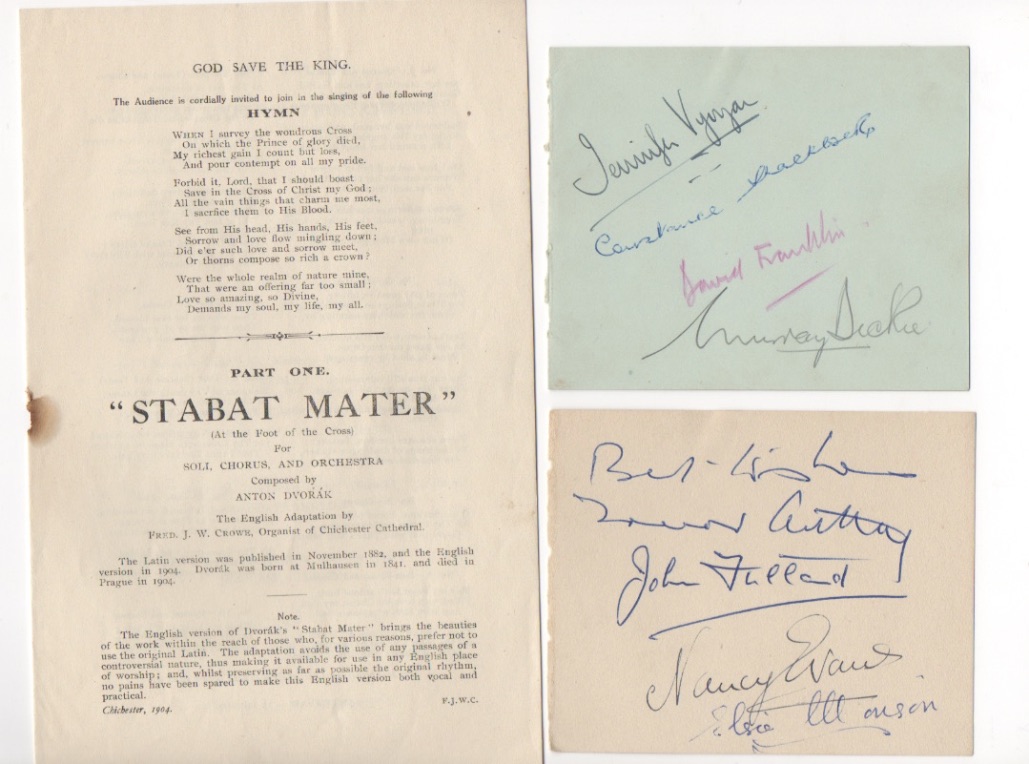 GOD SAVE THE KING.
The Audience is cordially invited to join in the singing of the following
HYMN
WHEN I survey the wondrous Cross
On which the Prince of glory died,
My richest gain I count but loss,
And pour contempt on all my pride.
Forbid it, Lord, that I should boast
Save in the Cross of Christ my God;
All the vain things that charm me most,
I sacrfice them to His Blood.
See from His head, His hands, His feet,
Sorrow and love flow mingling down;
Did e'er such love and sorrow meet,
Or thorns compose so rich a crown?
Were the whole realm of nature mine,
That were an offering far too small;
Love so amazing, so Divine,
Demands my soul, my life, my all.
PART ONE.
"STABAT MATER"
(At the Foot of the Cross)
For
SOLI, CHORUS, AND ORCHESTRA
Composed by
ANTON DVOŘÁK
The English Adaptation by
FRED. J. W. CROWE, Organist of Chichester Cathedral.
The Latin version was published in November 1882, and the English
version in 1904. Dvorák was born at Mulhausen in 1841, and died in
Prague in 1904.
Note.
The English version of Dvorák's "Stabat Mater" brings the beauties
of the work within the reach of those who, for various reasons, prefer not to
use the original Latin. The adaptation avoids the use of any passages of a
controversial nature, thus making it available for use in any English place
of worship; and, whilst preserving as far as possible the original rhythm,
no pains have been spared to make this English version both vocal and
practical.
Chichester, 1904.
F.J.W.C.
Jennifer Vyvyan
Constance Shacklock
David Franklin
Murray Dickie
Best Wishes
Trevor Anthony
John Fullard
Nancy Evans
Elsie Morison